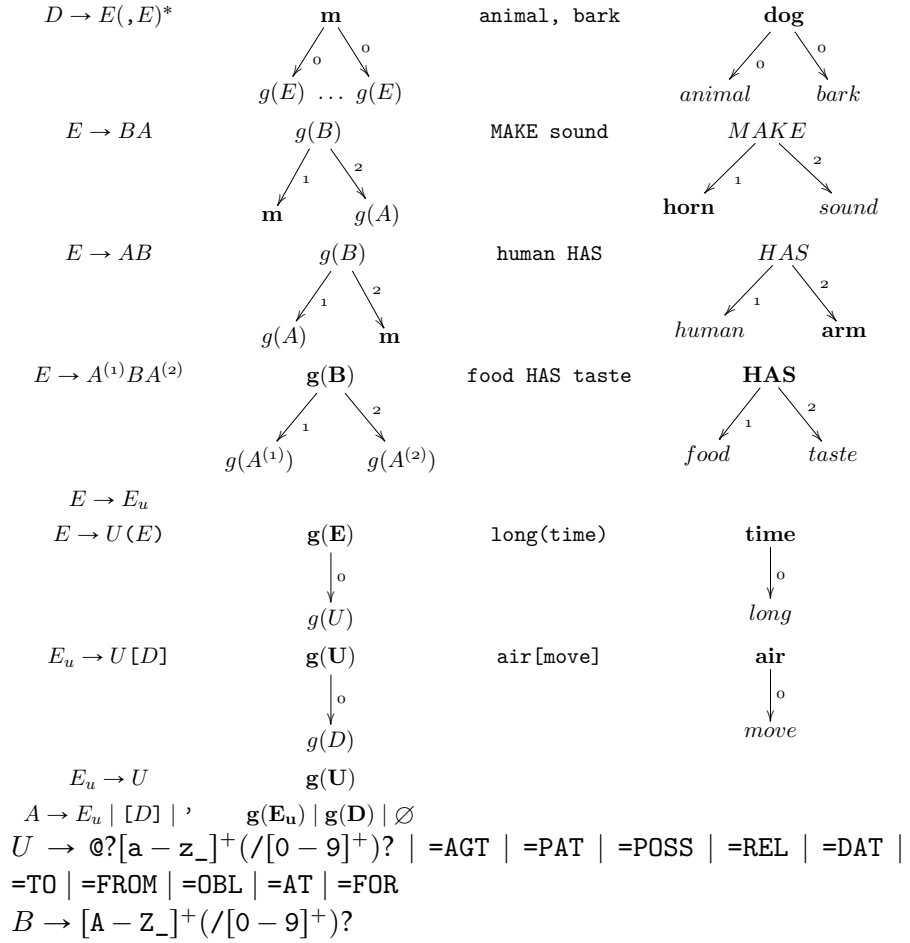 D → E(,E)* m animal, bark dog
0 0 0 0
g(E) ... g(E) animal bark
E → BA g(B) MAKE sound MAKE
1 2 1 2
m g(A) horn sound
E → AB g(B) human HAS HAS
1 2 1 2
g(A) m human arm
E → A⁽¹⁾BA⁽²⁾ g(B) food HAS taste HAS
1 2 1 2
g(A⁽¹⁾) g(A⁽²⁾) food taste
E → Eᵤ
E → U(E) g(E) long(time) time
0 0
g(U) long
Eᵤ → U[D] g(U) air[move] air
0 0
g(D) move
Eᵤ → U g(U)
A → Eᵤ | [D] | ' g(Eᵤ) | g(D) | ∅
U → @?[a − z_]⁺(/[0 − 9]⁺)? | =AGT | =PAT | =POSS | =REL | =DAT |
=TO | =FROM | =OBL | =AT | =FOR
B → [A − Z_]⁺(/[0 − 9]⁺)?